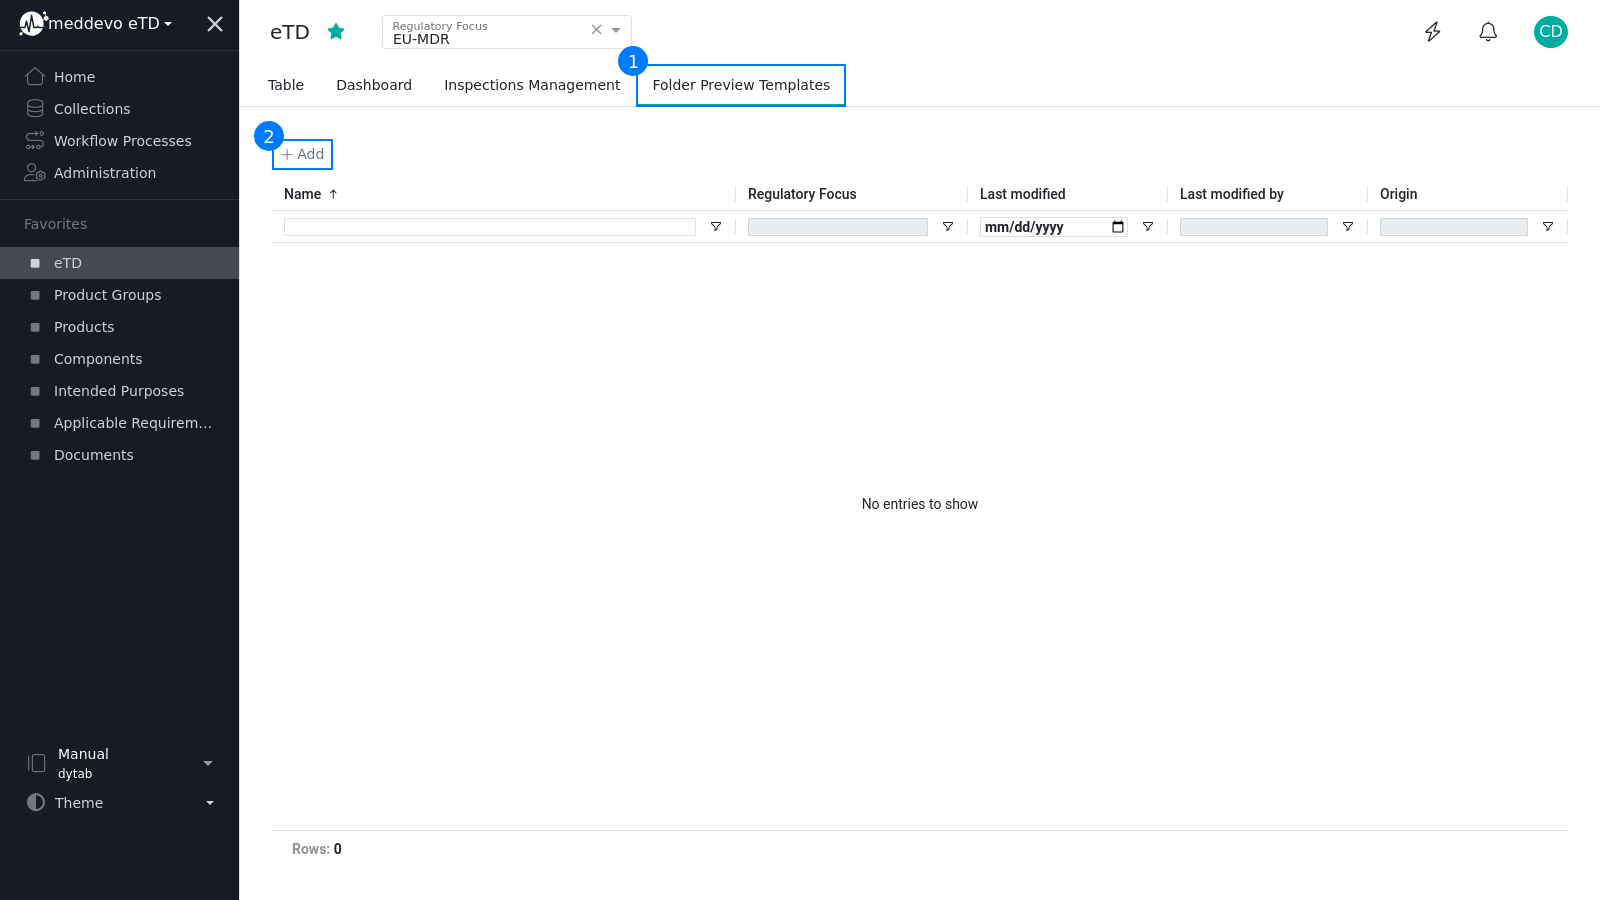 meddevo eTD
Home
Collections
Workflow Processes
Administration
Favorites
eTD
Product Groups
Products
Components
Intended Purposes
Applicable Requirem...
Documents
Manual
dytab
Theme
eTD
Regulatory Focus
EU-MDR
CD
1
Table Dashboard Inspections Management Folder Preview Templates
2
Add
Name Regulatory Focus Last modified Last modified by Origin
mm/dd/yyyy
No entries to show
Rows: 0